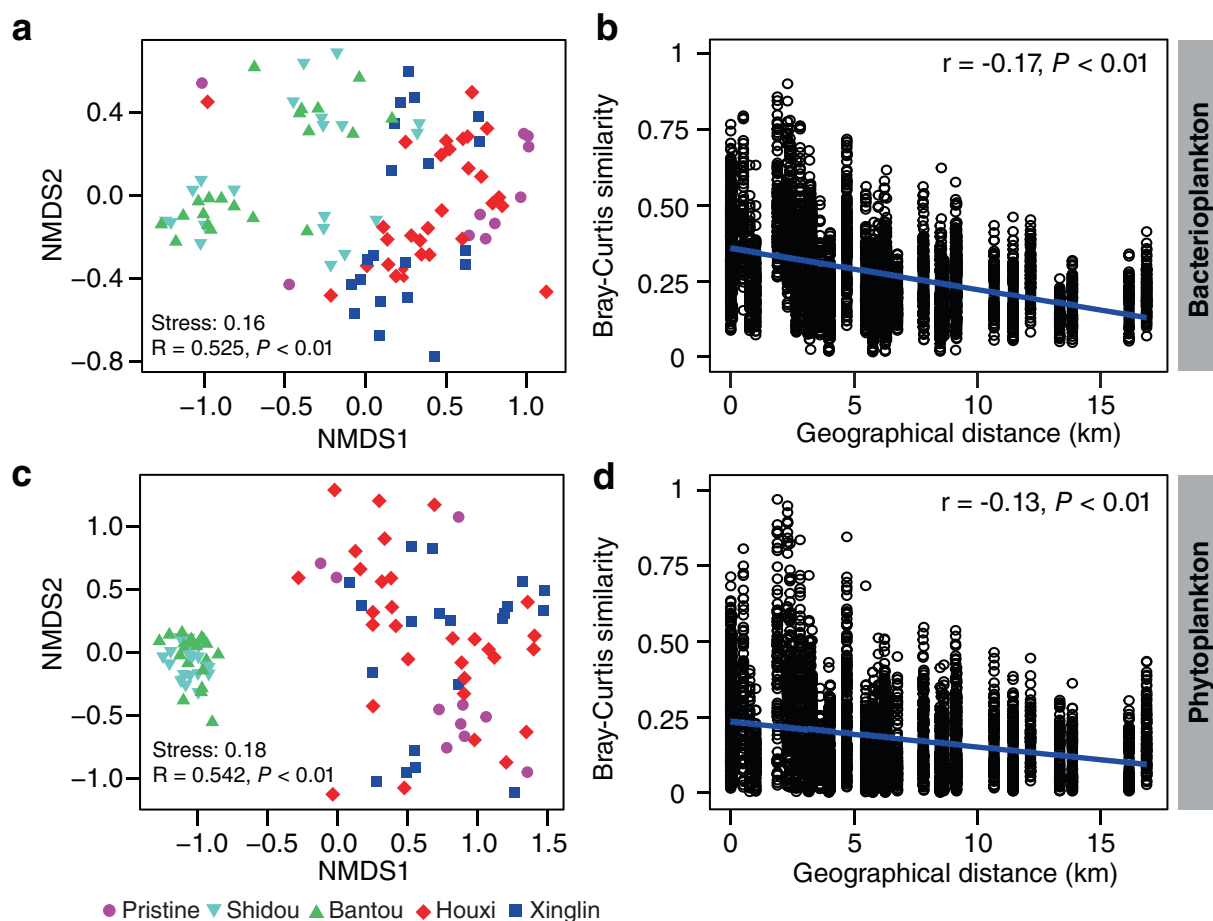 a
0.4
0.0
−0.4
−0.8
NMDS2
Stress: 0.16
R = 0.525, P < 0.01
−1.0 −0.5 0.0 0.5 1.0
NMDS1
b
r = -0.17, P < 0.01
1
0.75
0.50
0.25
0
Bray-Curtis similarity
0 5 10 15
Geographical distance (km)
Bacterioplankton
c
1.0
0.5
0.0
−0.5
−1.0
NMDS2
Stress: 0.18
R = 0.542, P < 0.01
−1.0 −0.5 0.0 0.5 1.0 1.5
NMDS1
d
r = -0.13, P < 0.01
1
0.75
0.50
0.25
0
Bray-Curtis similarity
0 5 10 15
Geographical distance (km)
Phytoplankton
Pristine Shidou Bantou Houxi Xinglin